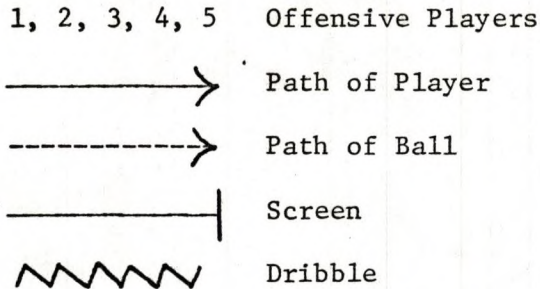 1, 2, 3, 4, 5 Offensive Players
Path of Player
Path of Ball
Screen
Dribble